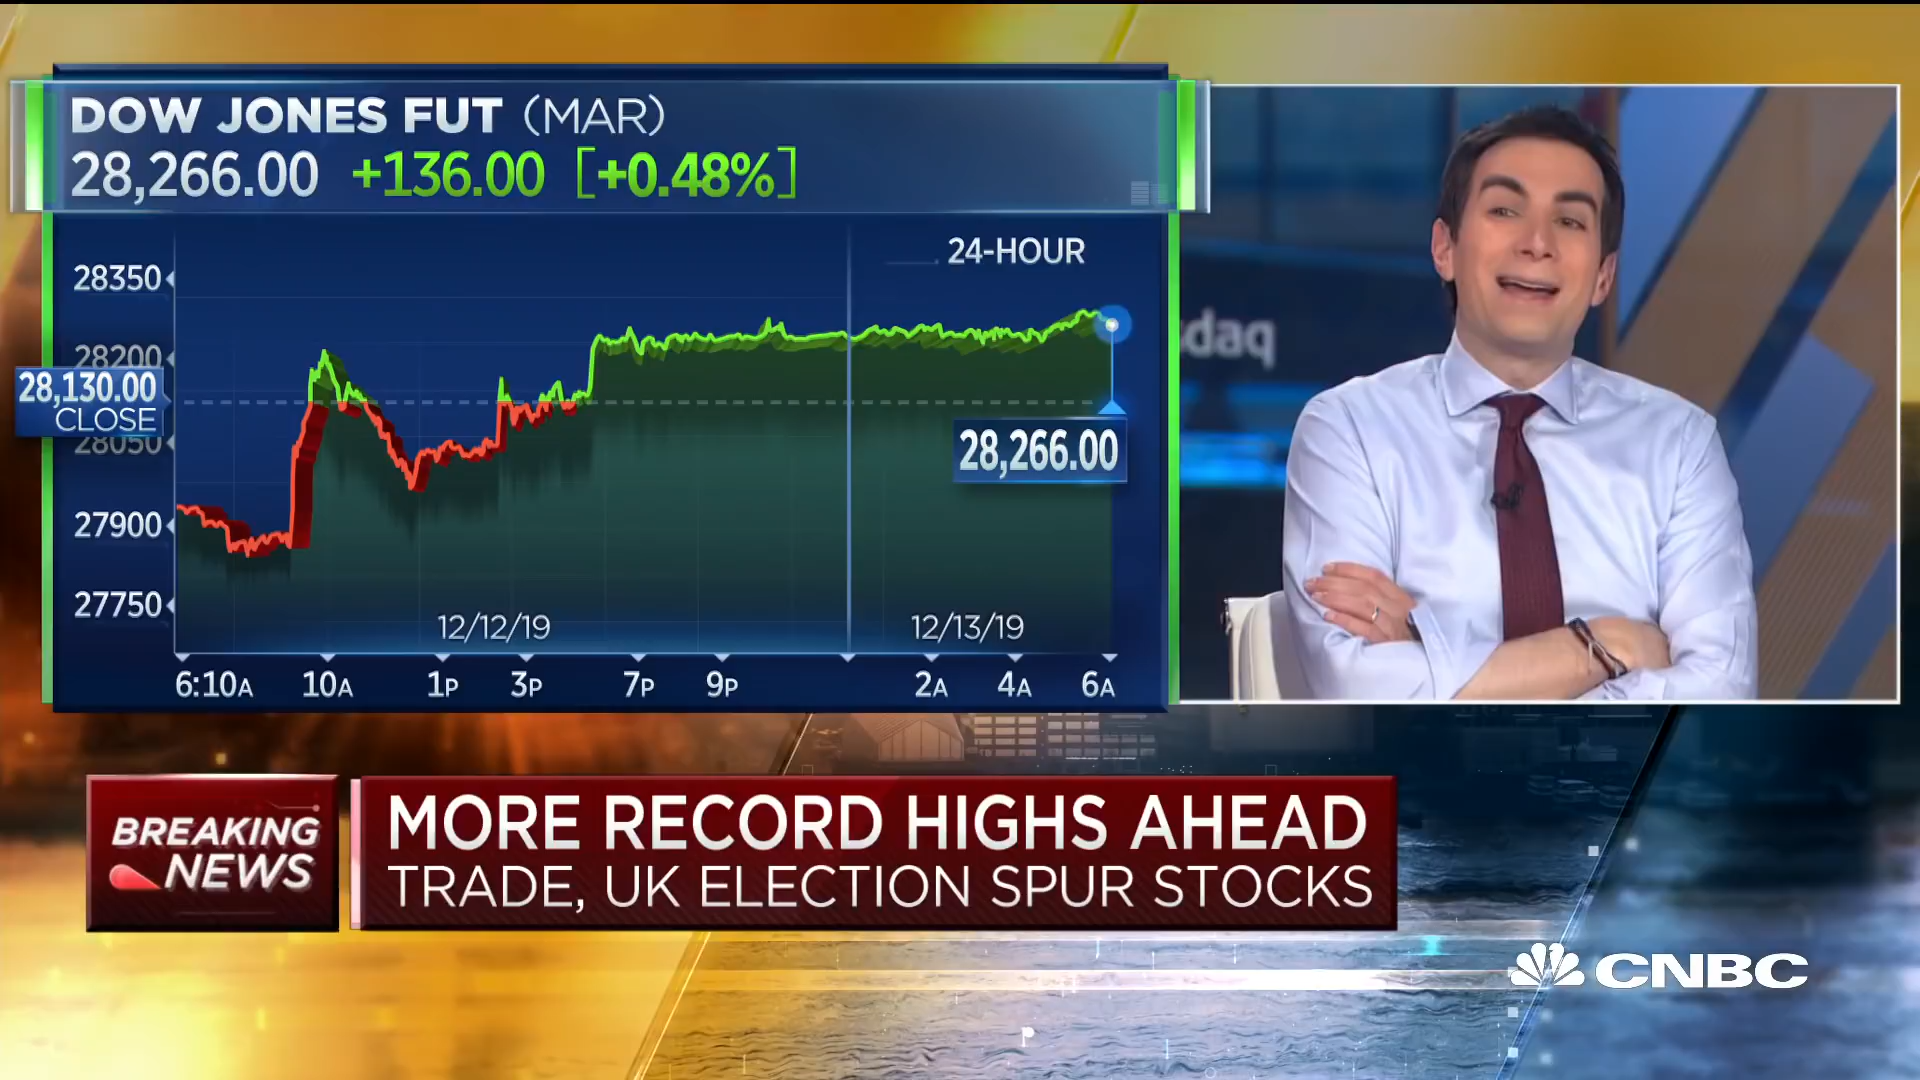 DOW JONES FUT (MAR)
28,266.00 +136.00 [+0.48%]
24-HOUR
28350
28200
28,130.00
CLOSE
28050
27900
27750
28,266.00
12/12/19 12/13/19
6:10A 10A 1P 3P 7P 9P 2A 4A 6A
sdaq
BREAKING
NEWS
MORE RECORD HIGHS AHEAD
TRADE, UK ELECTION SPUR STOCKS
CNBC